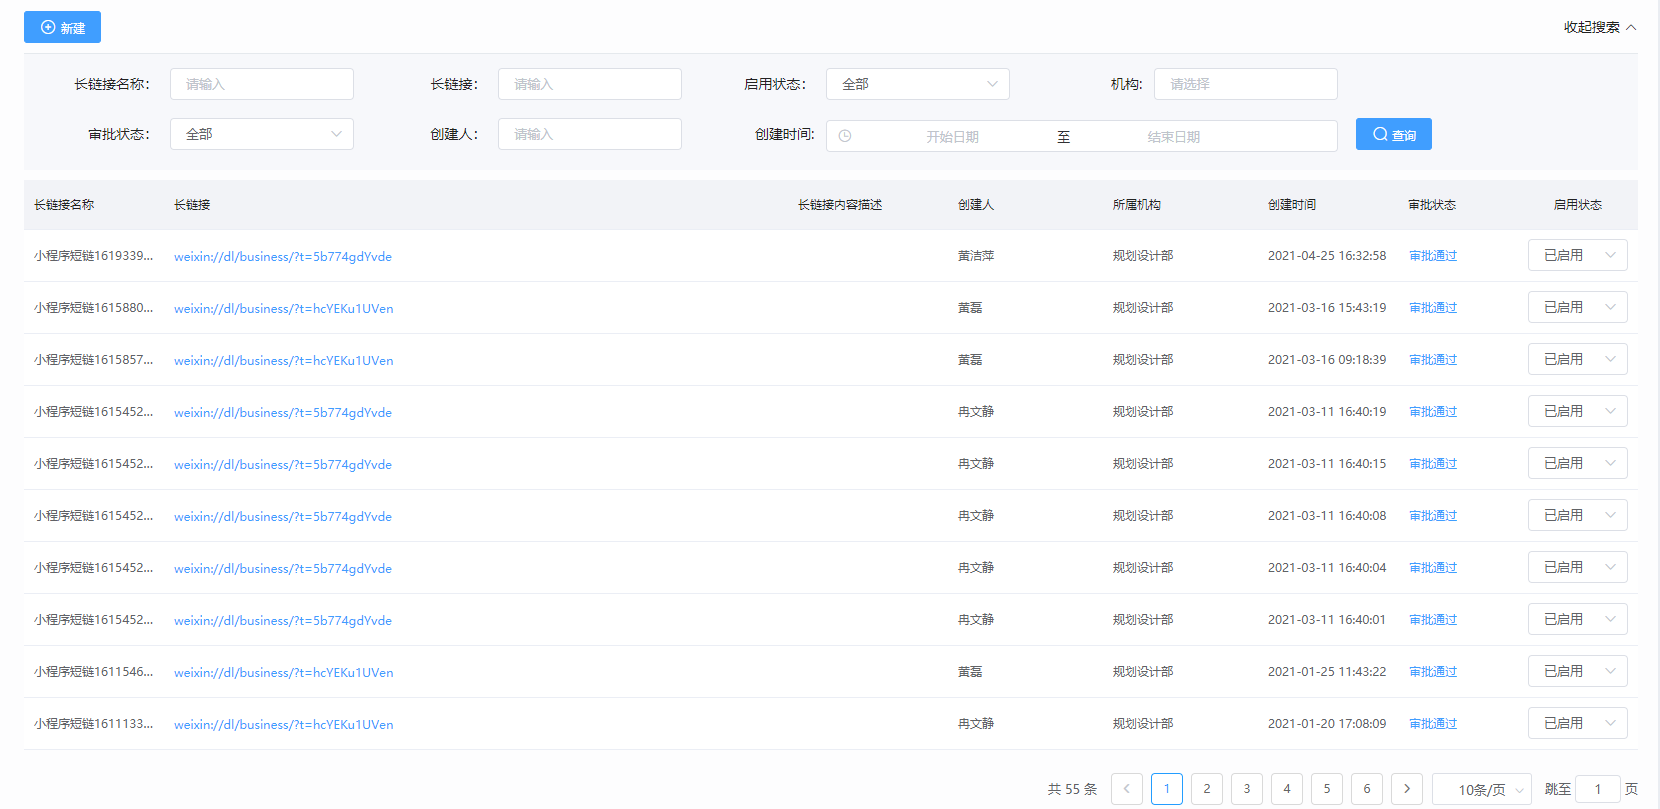 新建 收起搜索
长链接名称: 请输入 长链接: 请输入 启用状态: 全部 机构: 请选择
审批状态: 全部 创建人: 请输入 创建时间: 开始日期 至 结束日期 查询
长链接名称 长链接 长链接内容描述 创建人 所属机构 创建时间 审批状态 启用状态
小程序短链1619339... weixin://dl/business/?t=5b774gdYvde 黄洁萍 规划设计部 2021-04-25 16:32:58 审批通过 已启用
小程序短链1615880... weixin://dl/business/?t=hcYEKu1UVen 黄磊 规划设计部 2021-03-16 15:43:19 审批通过 已启用
小程序短链1615857... weixin://dl/business/?t=hcYEKu1UVen 黄磊 规划设计部 2021-03-16 09:18:39 审批通过 已启用
小程序短链1615452... weixin://dl/business/?t=5b774gdYvde 冉文静 规划设计部 2021-03-11 16:40:19 审批通过 已启用
小程序短链1615452... weixin://dl/business/?t=5b774gdYvde 冉文静 规划设计部 2021-03-11 16:40:15 审批通过 已启用
小程序短链1615452... weixin://dl/business/?t=5b774gdYvde 冉文静 规划设计部 2021-03-11 16:40:08 审批通过 已启用
小程序短链1615452... weixin://dl/business/?t=5b774gdYvde 冉文静 规划设计部 2021-03-11 16:40:04 审批通过 已启用
小程序短链1615452... weixin://dl/business/?t=5b774gdYvde 冉文静 规划设计部 2021-03-11 16:40:01 审批通过 已启用
小程序短链1611546... weixin://dl/business/?t=hcYEKu1UVen 黄磊 规划设计部 2021-01-25 11:43:22 审批通过 已启用
小程序短链1611133... weixin://dl/business/?t=hcYEKu1UVen 冉文静 规划设计部 2021-01-20 17:08:09 审批通过 已启用
共 55 条 < 1 2 3 4 5 6 > 10条/页 跳至 1 页